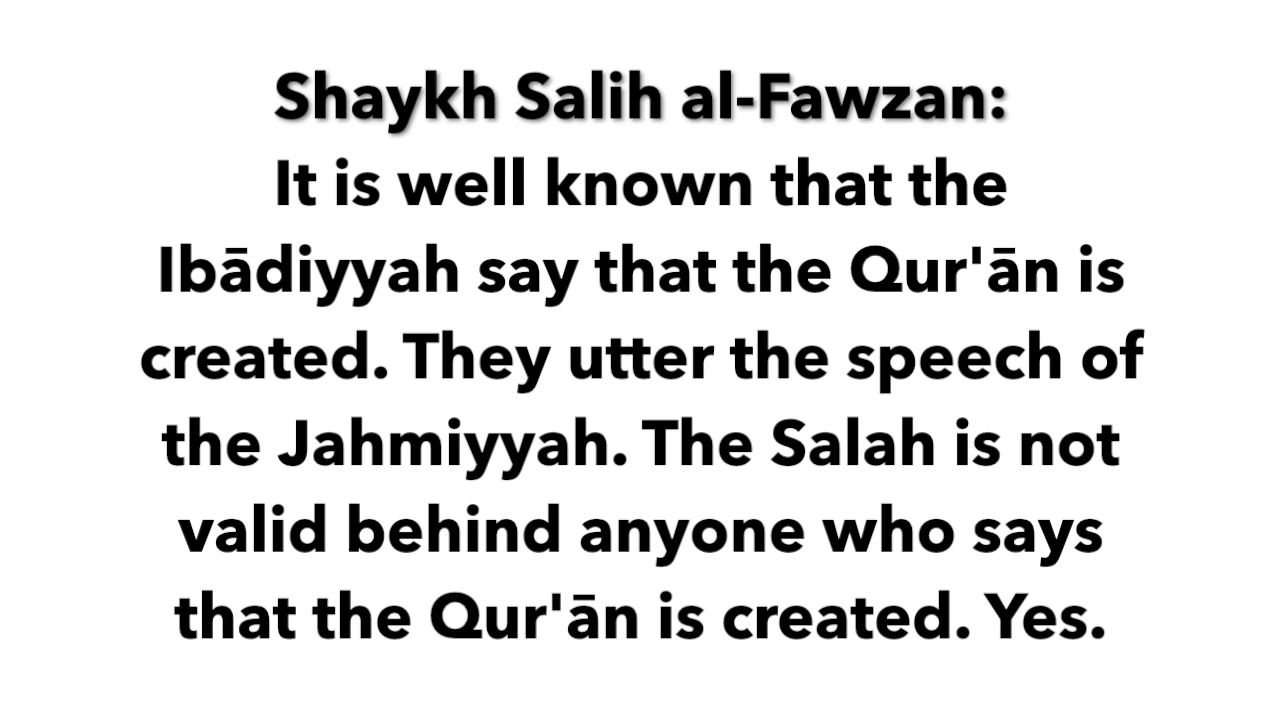 Shaykh Salih al-Fawzan:
It is well known that the
Ibādiyyah say that the Qur'ān is
created. They utter the speech of
the Jahmiyyah. The Salah is not
valid behind anyone who says
that the Qur'ān is created. Yes.